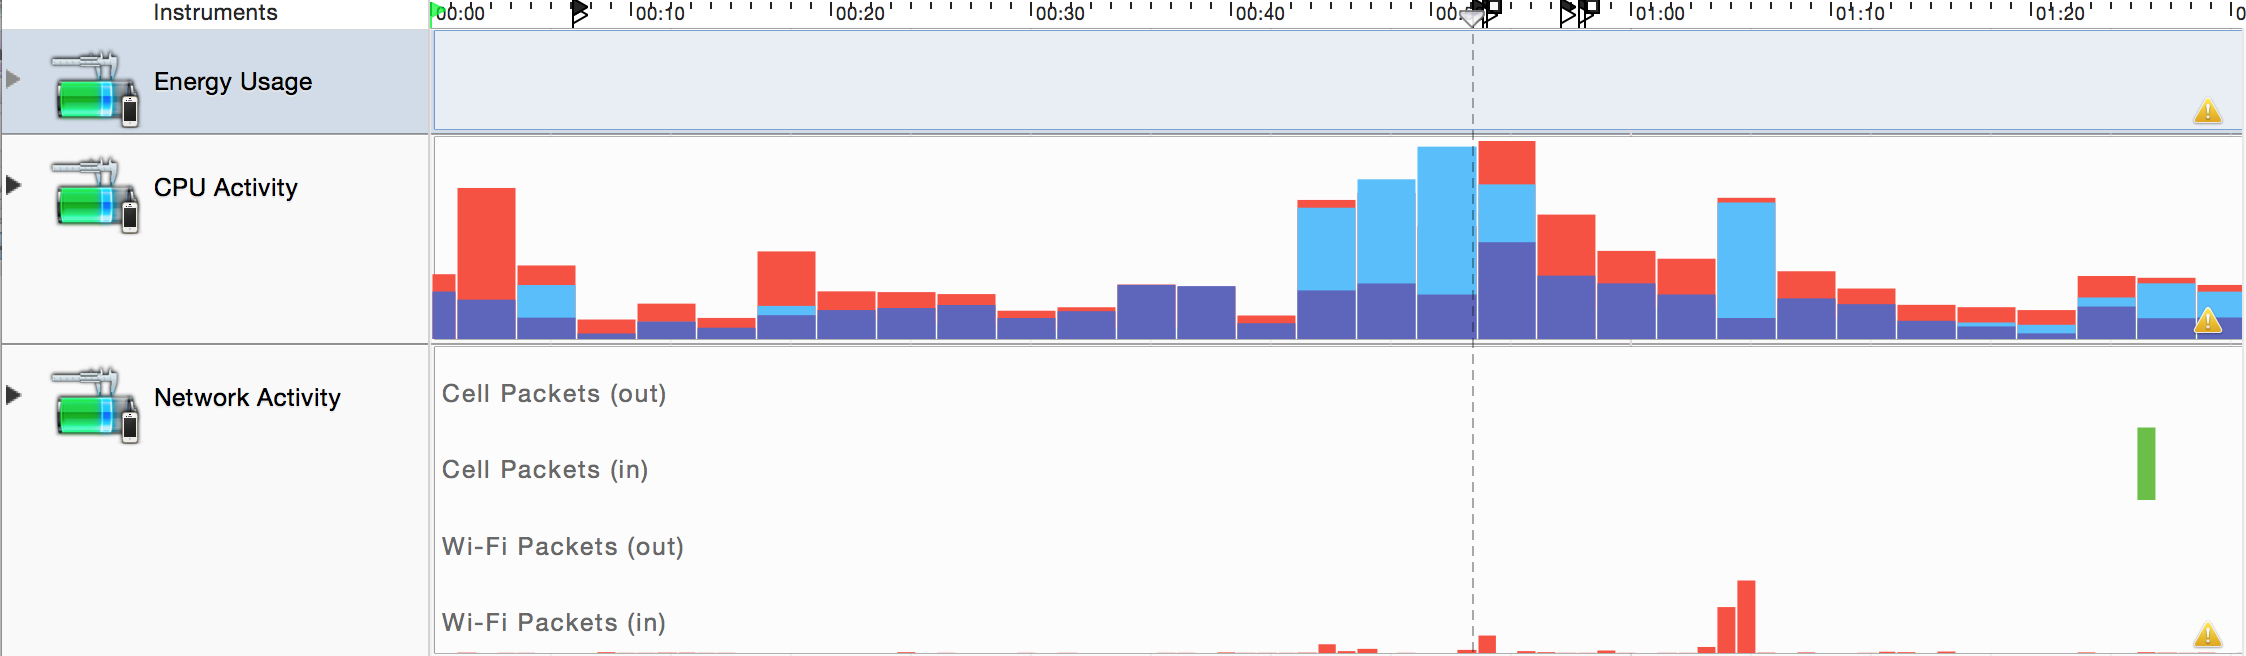 Instruments 00:00 00:10 00:20 00:30 00:40 01:00 01:10 01:20
Energy Usage
CPU Activity
Network Activity
Cell Packets (out)
Cell Packets (in)
Wi-Fi Packets (out)
Wi-Fi Packets (in)